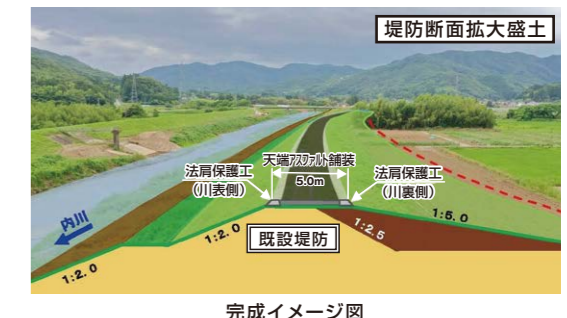 堤防断面拡大盛土
天端アスファルト舗装
5.0m
法肩保護工
(川表側)
法肩保護工
(川裏側)
内川
1:2.0
1:2.0
既設堤防
1:2.5
1:5.0
完成イメージ図